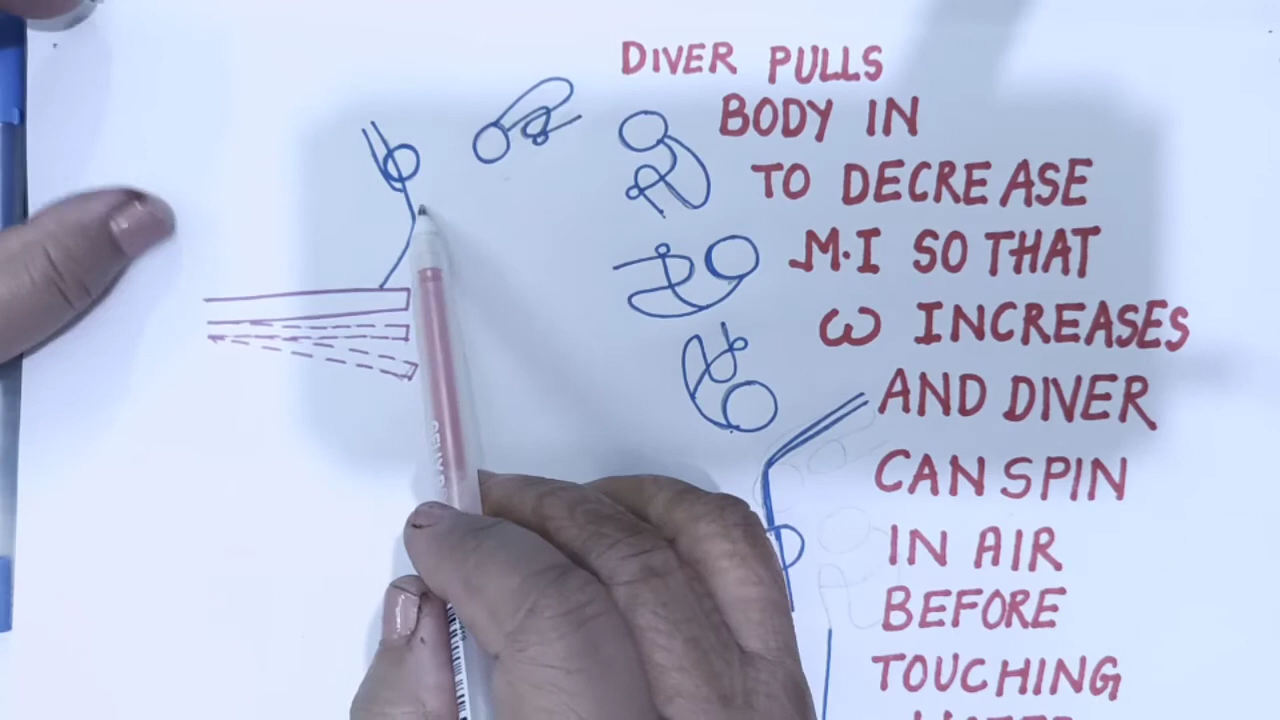 DIVER PULLS
BODY IN
TO DECREASE
M.I SO THAT
ω INCREASES
AND DIVER
CAN SPIN
IN AIR
BEFORE
TOUCHING